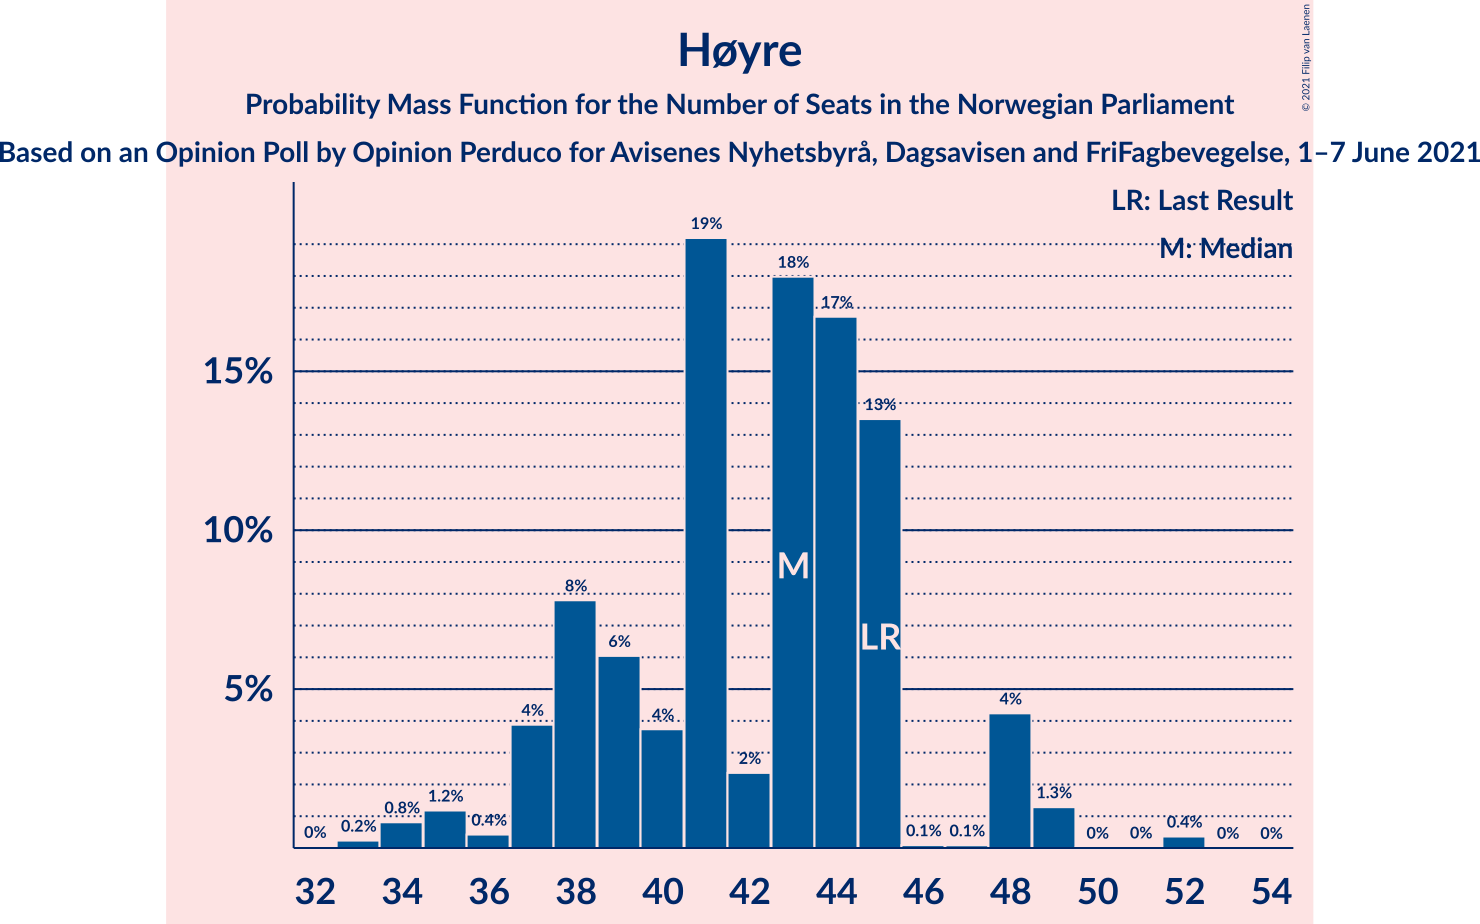 Høyre
Probability Mass Function for the Number of Seats in the Norwegian Parliament
Based on an Opinion Poll by Opinion Perduco for Avisenes Nyhetsbyrå, Dagsavisen and FriFagbevegelse, 1–7 June 2021
© 2021 Filip van Laenen
LR: Last Result
M: Median
15%
10%
5%
0%
0.2%
0.8%
1.2%
0.4%
4%
8%
6%
4%
19%
2%
18%
17%
13%
0.1%
0.1%
4%
1.3%
0%
0%
0.4%
0%
0%
M
LR
32 34 36 38 40 42 44 46 48 50 52 54